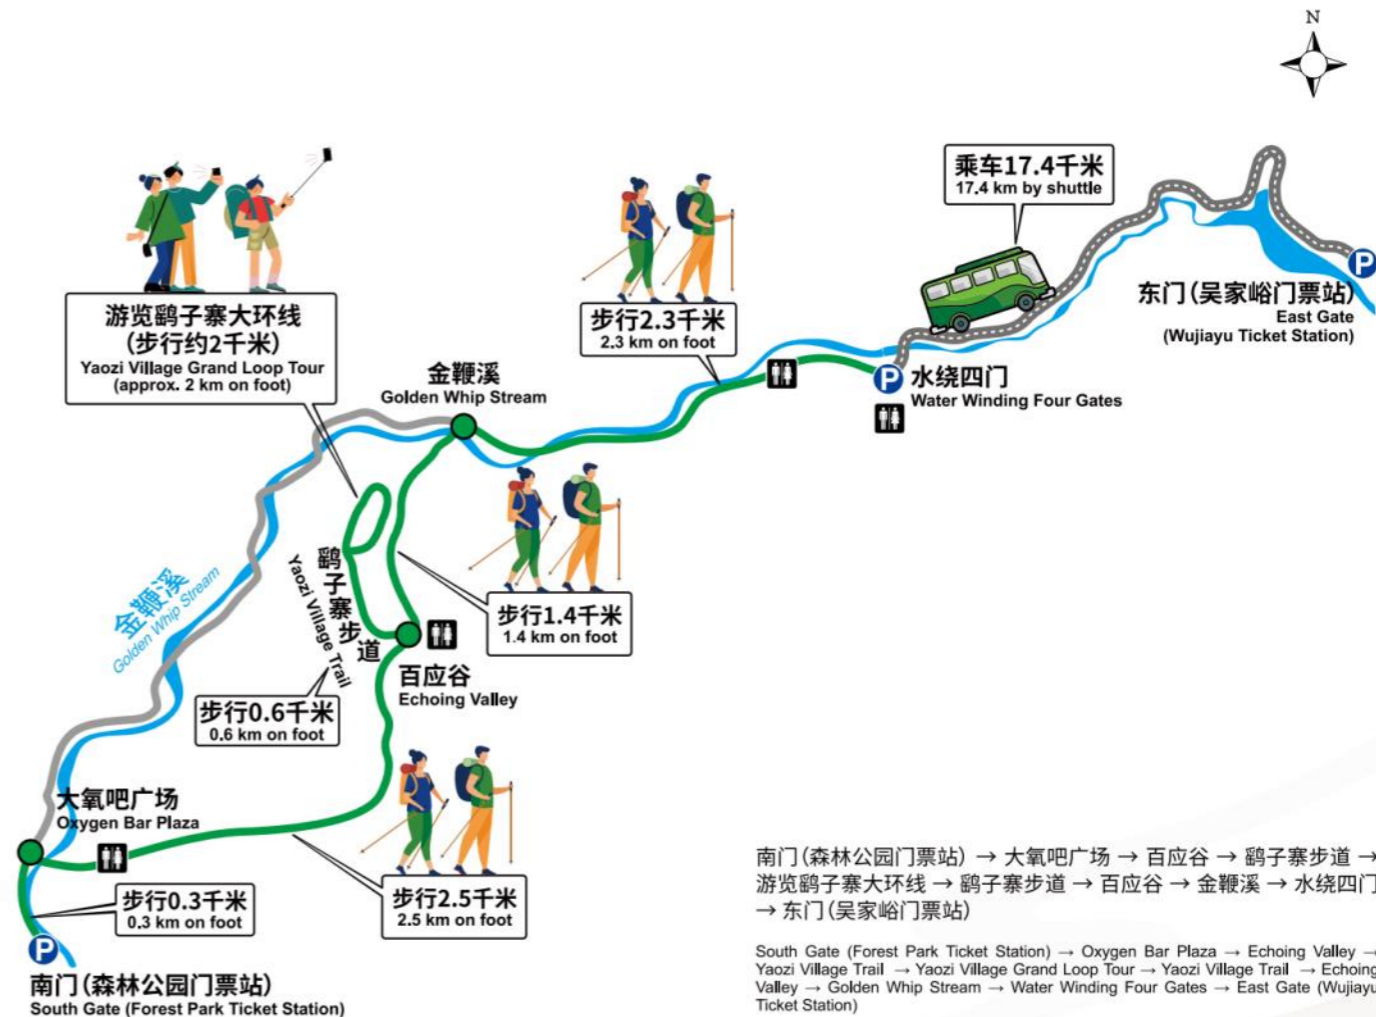 N
乘车17.4千米
17.4 km by shuttle
东门(吴家峪门票站)
East Gate
(Wujiayu Ticket Station)
步行2.3千米
2.3 km on foot
游览鹞子寨大环线
(步行约2千米)
Yaozi Village Grand Loop Tour
(approx. 2 km on foot)
金鞭溪
Golden Whip Stream
P
P
水绕四门
Water Winding Four Gates
鹞子寨步道
Yaozi Village Trail
金鞭溪
Golden Whip Stream
步行1.4千米
1.4 km on foot
百应谷
Echoing Valley
步行0.6千米
0.6 km on foot
大氧吧广场
Oxygen Bar Plaza
步行0.3千米
0.3 km on foot
步行2.5千米
2.5 km on foot
P
南门(森林公园门票站)
South Gate (Forest Park Ticket Station)
南门(森林公园门票站) → 大氧吧广场 → 百应谷 → 鹞子寨步道 →
游览鹞子寨大环线 → 鹞子寨步道 → 百应谷 → 金鞭溪 → 水绕四门
→ 东门(吴家峪门票站)
South Gate (Forest Park Ticket Station) → Oxygen Bar Plaza → Echoing Valley →
Yaozi Village Trail → Yaozi Village Grand Loop Tour → Yaozi Village Trail → Echoing
Valley → Golden Whip Stream → Water Winding Four Gates → East Gate (Wujiayu
Ticket Station)